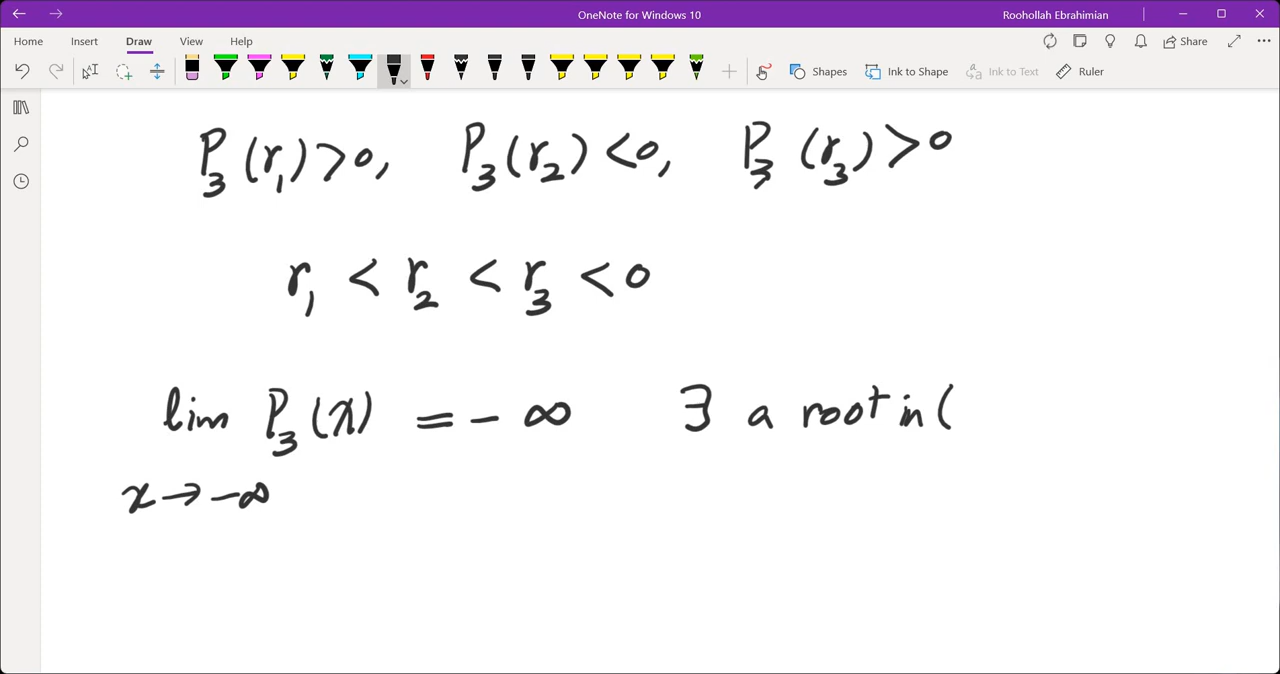 OneNote for Windows 10
Roohollah Ebrahimian
Home Insert Draw View Help
Share
Shapes Ink to Shape Ink to Text Ruler
P₃(r₁)>0, P₃(r₂)<0, P₃(r₃)>0
r₁ < r₂ < r₃ < 0
lim P₃(x) = -∞ ∃ a root in (
x→-∞